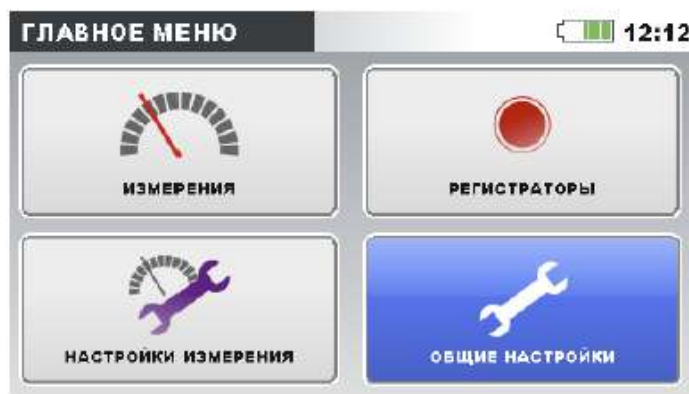 ГЛАВНОЕ МЕНЮ 12:12
ИЗМЕРЕНИЯ
РЕГИСТРАТОРЫ
НАСТРОЙКИ ИЗМЕРЕНИЯ
ОБЩИЕ НАСТРОЙКИ